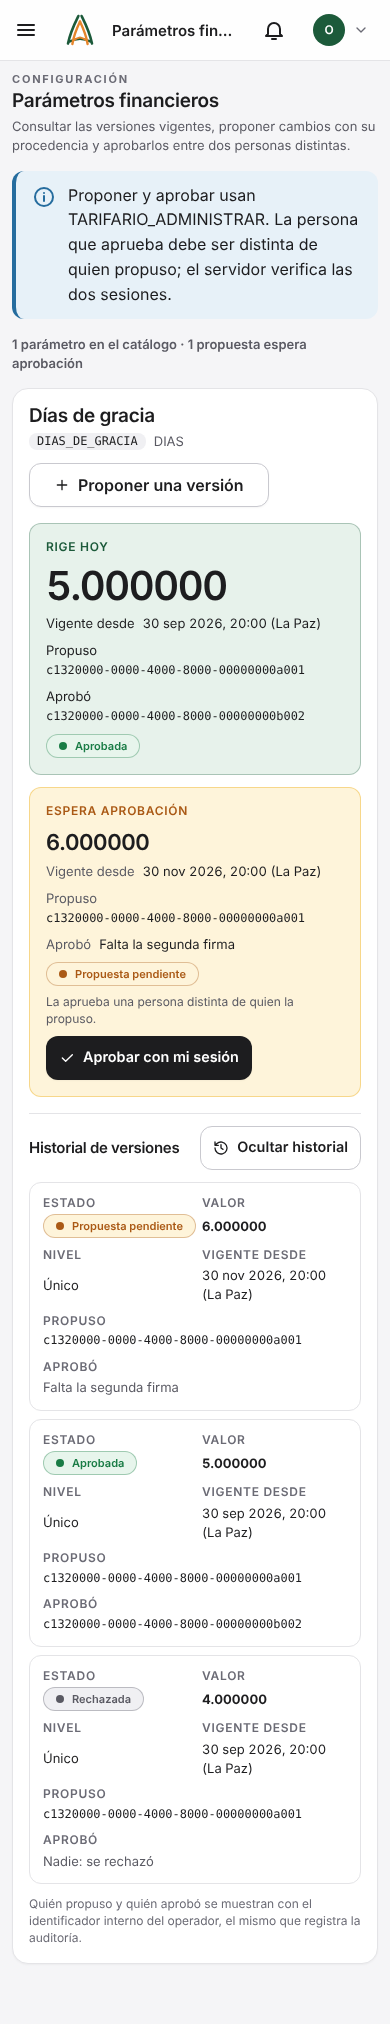 Parámetros fin...
O
CONFIGURACIÓN
Parámetros financieros
Consultar las versiones vigentes, proponer cambios con su
procedencia y aprobarlos entre dos personas distintas.
Proponer y aprobar usan
TARIFARIO_ADMINISTRAR. La persona
que aprueba debe ser distinta de
quien propuso; el servidor verifica las
dos sesiones.
1 parámetro en el catálogo · 1 propuesta espera
aprobación
Días de gracia
DIAS_DE_GRACIA DIAS
Proponer una versión
RIGE HOY
5.000000
Vigente desde 30 sep 2026, 20:00 (La Paz)
Propuso
c1320000-0000-4000-8000-00000000a001
Aprobó
c1320000-0000-4000-8000-00000000b002
Aprobada
ESPERA APROBACIÓN
6.000000
Vigente desde 30 nov 2026, 20:00 (La Paz)
Propuso
c1320000-0000-4000-8000-00000000a001
Aprobó Falta la segunda firma
Propuesta pendiente
La aprueba una persona distinta de quien la
propuso.
Aprobar con mi sesión
Historial de versiones Ocultar historial
ESTADO VALOR
Propuesta pendiente 6.000000
NIVEL VIGENTE DESDE
Único 30 nov 2026, 20:00
(La Paz)
PROPUSO
c1320000-0000-4000-8000-00000000a001
APROBÓ
Falta la segunda firma
ESTADO VALOR
Aprobada 5.000000
NIVEL VIGENTE DESDE
Único 30 sep 2026, 20:00
(La Paz)
PROPUSO
c1320000-0000-4000-8000-00000000a001
APROBÓ
c1320000-0000-4000-8000-00000000b002
ESTADO VALOR
Rechazada 4.000000
NIVEL VIGENTE DESDE
Único 30 sep 2026, 20:00
(La Paz)
PROPUSO
c1320000-0000-4000-8000-00000000a001
APROBÓ
Nadie: se rechazó
Quién propuso y quién aprobó se muestran con el
identificador interno del operador, el mismo que registra la
auditoría.